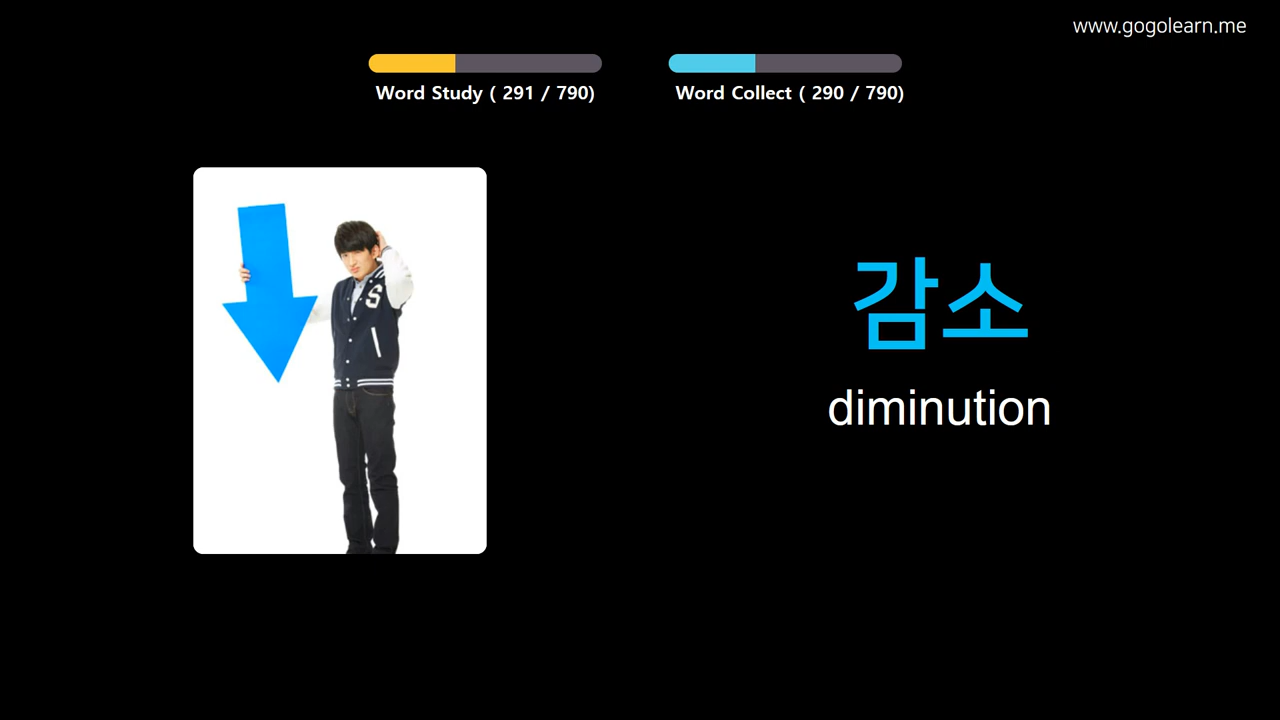 www.gogolearn.me
Word Study ( 291 / 790)
Word Collect ( 290 / 790)
S
감소
diminution